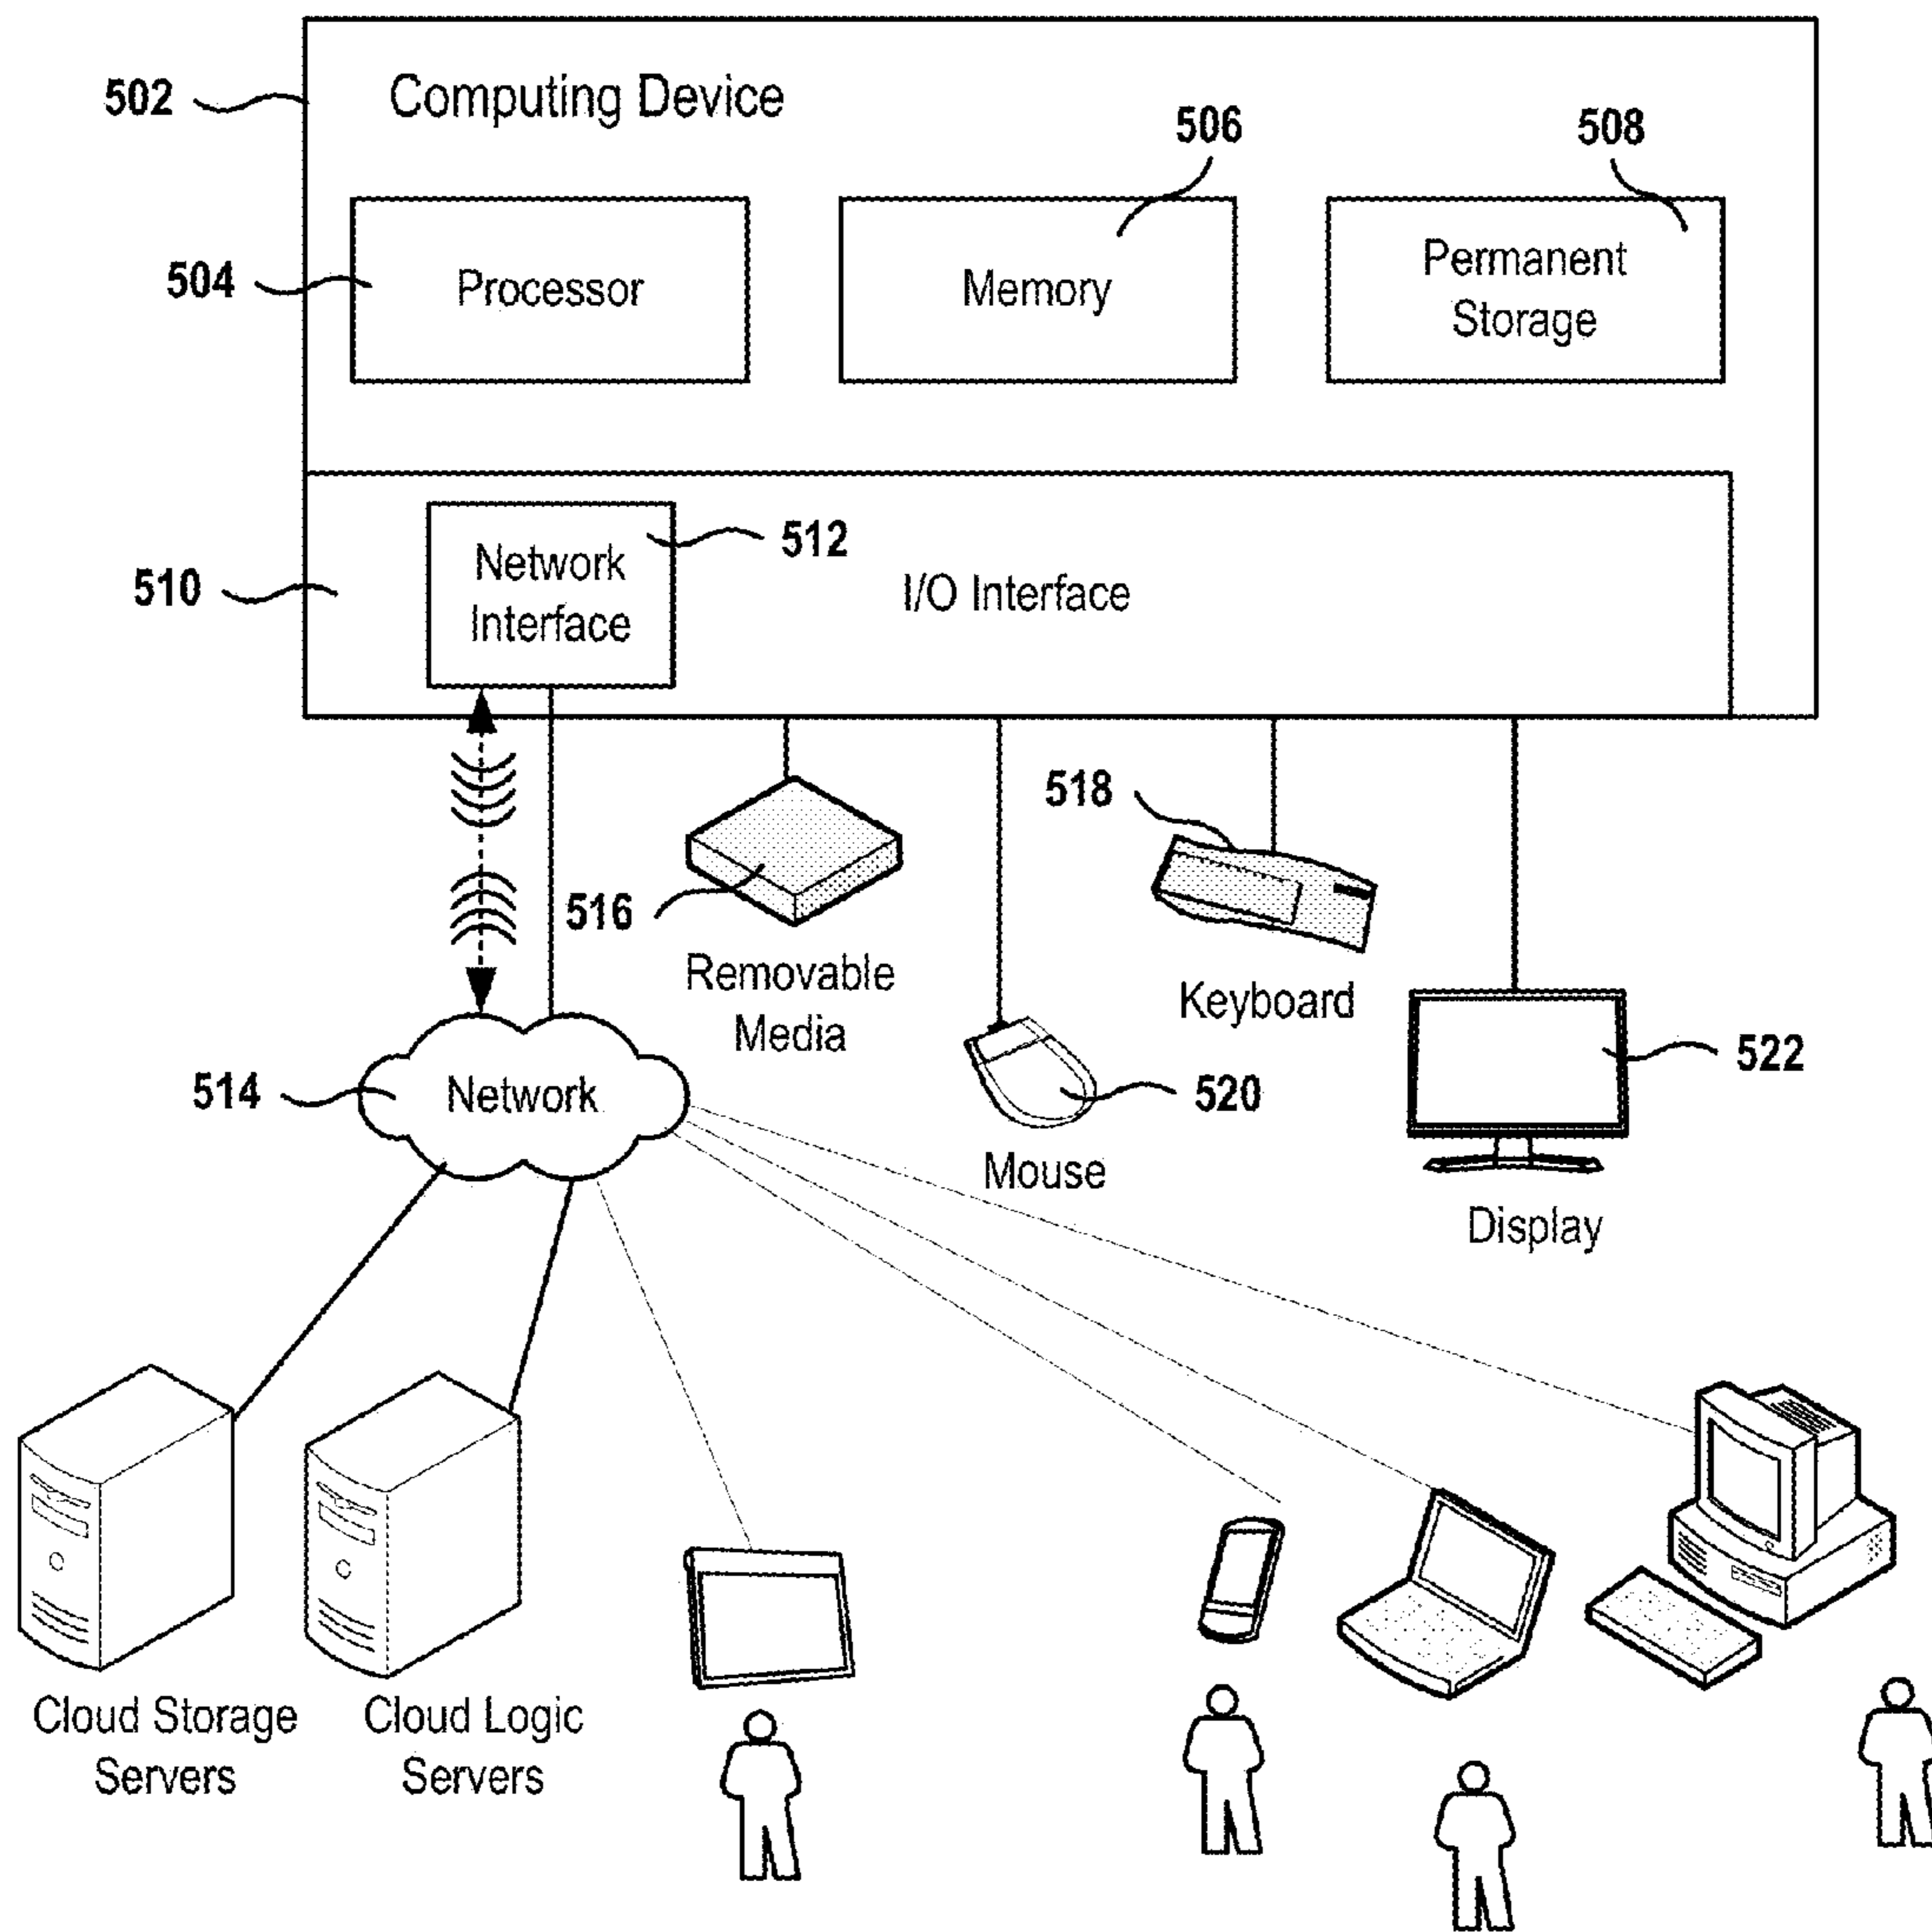 502
Computing Device
506
508
504
Processor
Memory
Permanent
Storage
510
Network
Interface
512
I/O Interface
518
516
Removable
Media
Keyboard
514
Network
520
522
Mouse
Display
Cloud Storage
Servers
Cloud Logic
Servers